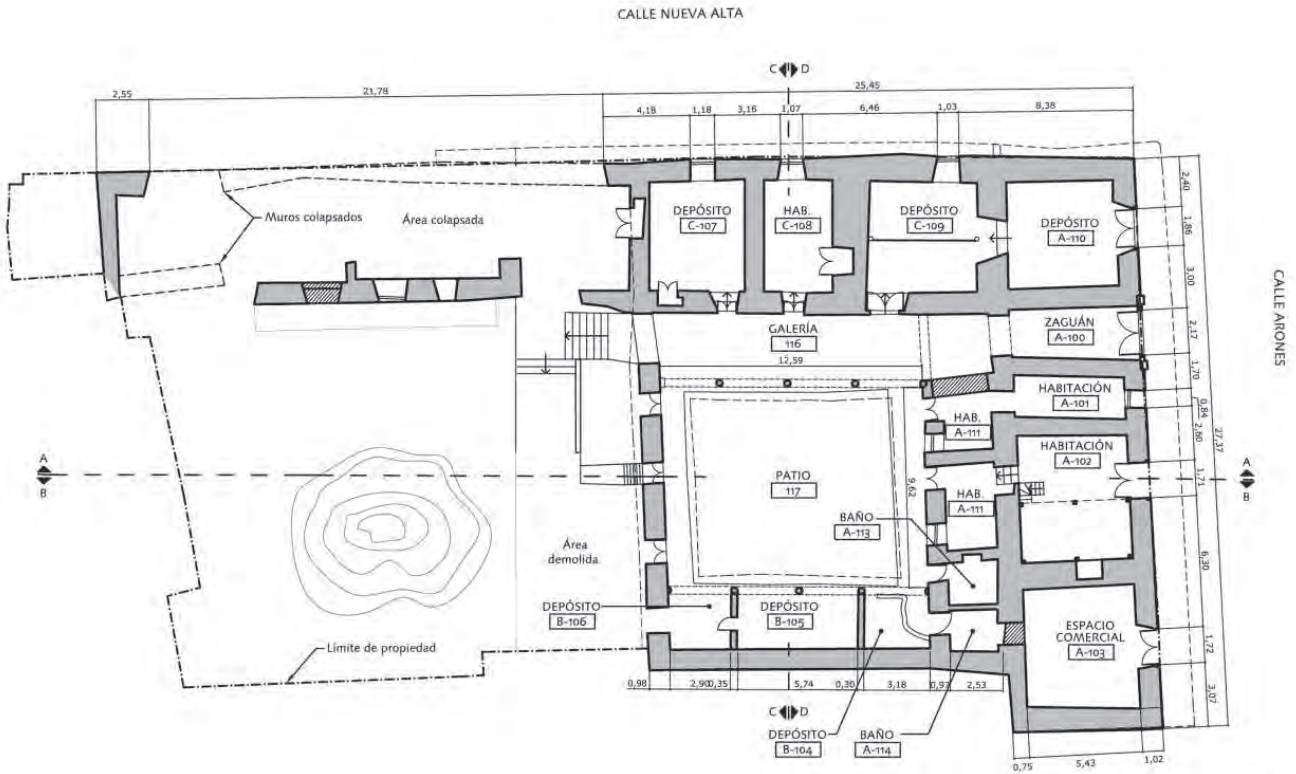 CALLE NUEVA ALTA
C D
2,55
21,78
25,45
4,18
1,18
3,16
1,07
6,46
1,03
8,38
Muros colapsados
Área colapsada
DEPÓSITO
C-107
HAB.
C-108
DEPÓSITO
C-109
DEPÓSITO
A-110
2,40
1,86
3,00
CALLE ARONES
GALERÍA
116
12,59
ZAGUÁN
A-100
2,17
1,70
HABITACIÓN
A-101
0,84
HAB.
A-111
2,60
27,37
HABITACIÓN
A-102
A
B
PATIO
117
9,62
HAB.
A-111
1,71
A
B
BAÑO
A-113
Área
demolida
6,30
DEPÓSITO
B-106
DEPÓSITO
B-105
ESPACIO
COMERCIAL
A-103
Límite de propiedad
1,72
3,07
0,98
2,90
0,35
5,74
0,30
3,18
0,97
2,53
C D
DEPÓSITO
B-104
BAÑO
A-114
0,75
5,43
1,02